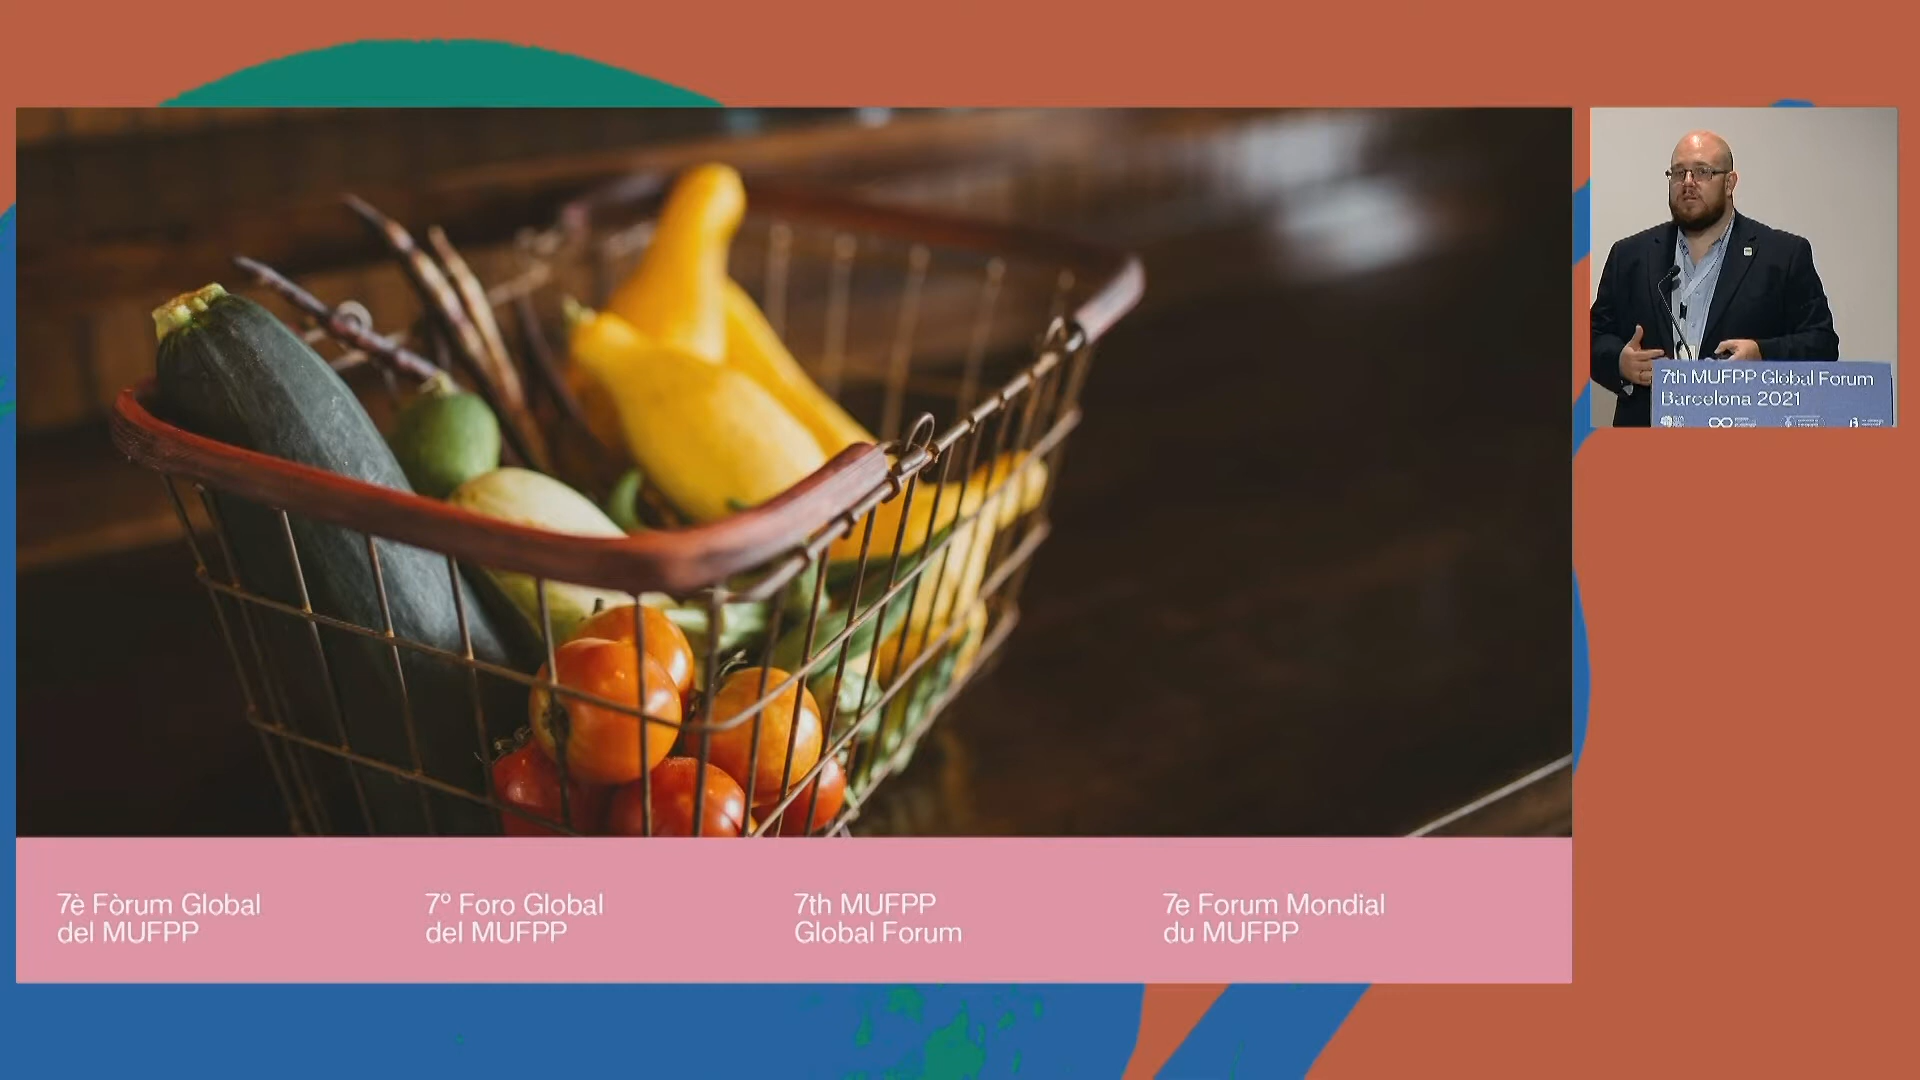 7th MUFPP Global Forum
Barcelona 2021
7è Fòrum Global
del MUFPP
7º Foro Global
del MUFPP
7th MUFPP
Global Forum
7e Forum Mondial
du MUFPP